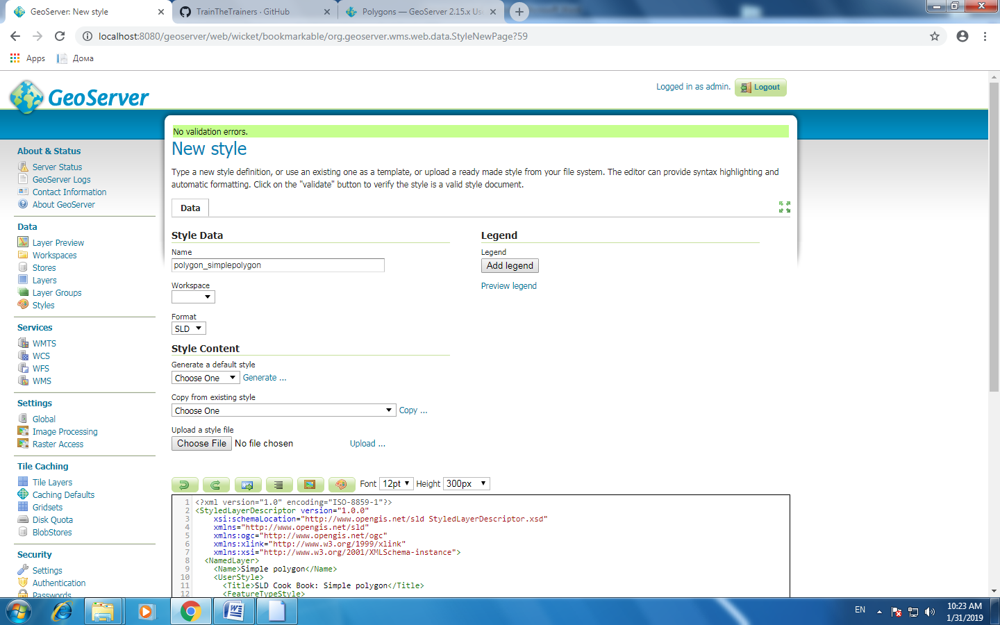 GeoServer: New style
TrainTheTrainers · GitHub
Polygons — GeoServer 2.15.x Us
localhost:8080/geoserver/web/wicket/bookmarkable/org.geoserver.wms.web.data.StyleNewPage?59
Apps
Дома
GeoServer
Logged in as admin.
Logout
No validation errors.
New style
Type a new style definition, or use an existing one as a template, or upload a ready made style from your file system. The editor can provide syntax highlighting and
automatic formatting. Click on the "validate" button to verify the style is a valid style document.
Data
About & Status
Server Status
GeoServer Logs
Contact Information
About GeoServer
Data
Layer Preview
Workspaces
Stores
Layers
Layer Groups
Styles
Services
WMTS
WCS
WFS
WMS
Settings
Global
Image Processing
Raster Access
Tile Caching
Tile Layers
Caching Defaults
Gridsets
Disk Quota
BlobStores
Security
Settings
Authentication
Passwords
Style Data
Name
polygon_simplepolygon
Workspace
Format
SLD
Legend
Legend
Add legend
Preview legend
Style Content
Generate a default style
Choose One Generate ...
Copy from existing style
Choose One Copy ...
Upload a style file
Choose File No file chosen Upload ...
Font 12pt Height 300px
1 <?xml version="1.0" encoding="ISO-8859-1"?>
2 <StyledLayerDescriptor version="1.0.0"
3 xsi:schemaLocation="http://www.opengis.net/sld StyledLayerDescriptor.xsd"
4 xmlns="http://www.opengis.net/sld"
5 xmlns:ogc="http://www.opengis.net/ogc"
6 xmlns:xlink="http://www.w3.org/1999/xlink"
7 xmlns:xsi="http://www.w3.org/2001/XMLSchema-instance">
8 <NamedLayer>
9 <Name>Simple polygon</Name>
10 <UserStyle>
11 <Title>SLD Cook Book: Simple polygon</Title>
12 <FeatureTypeStyle>
EN
10:23 AM
1/31/2019